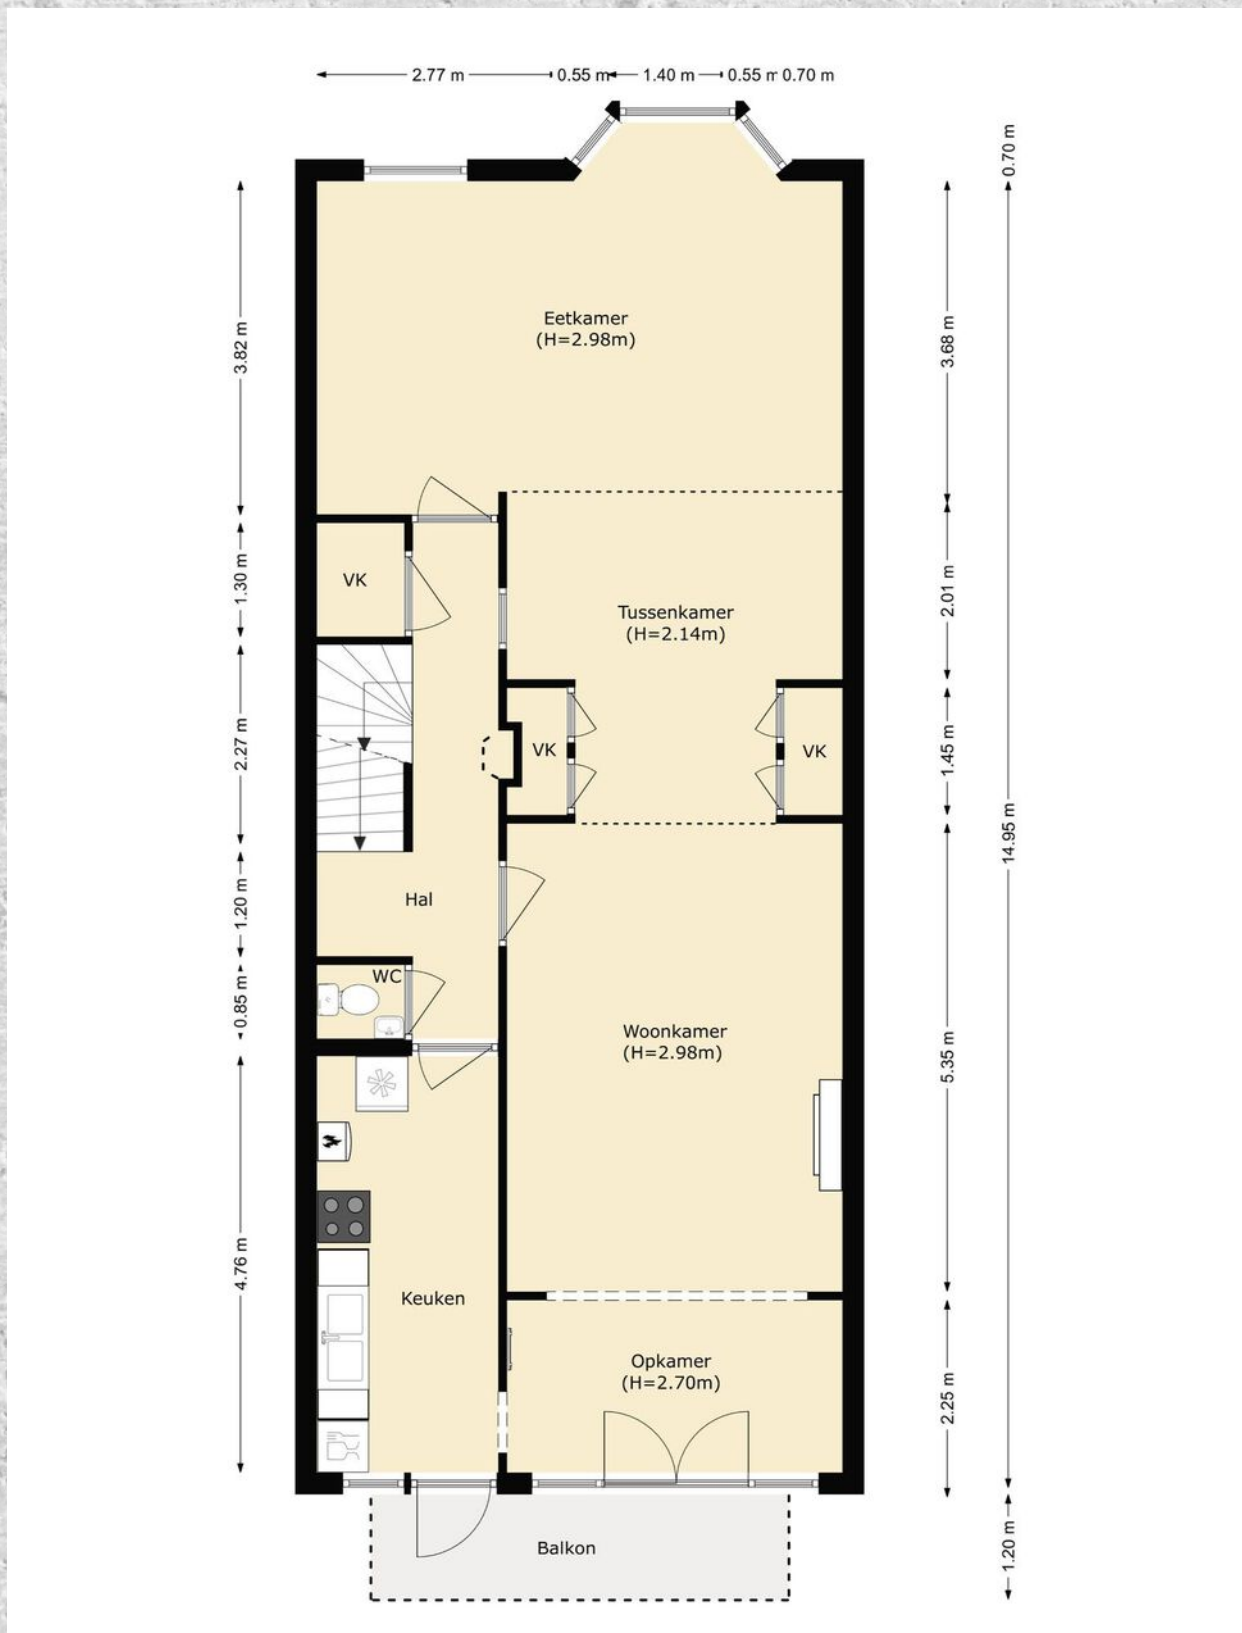 2.77 m 0.55 m 1.40 m 0.55 m 0.70 m
0.70 m
3.82 m
3.68 m
Eetkamer
(H=2.98m)
1.30 m
VK
2.01 m
Tussenkamer
(H=2.14m)
2.27 m
VK
VK
1.45 m
14.95 m
1.20 m
Hal
0.85 m
WC
Woonkamer
(H=2.98m)
5.35 m
4.76 m
Keuken
Opkamer
(H=2.70m)
2.25 m
Balkon
1.20 m